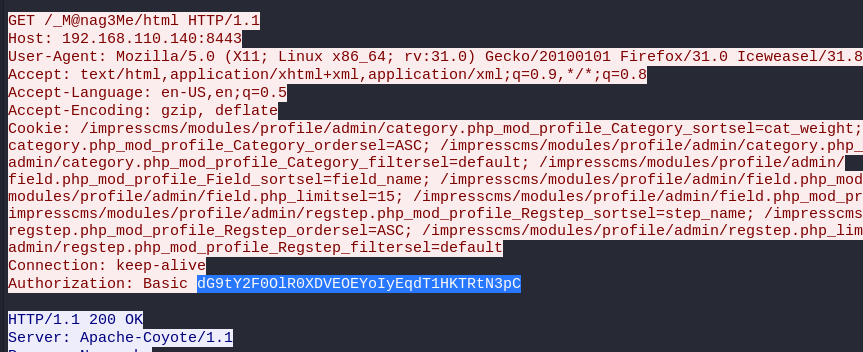 GET /_M@nag3Me/html HTTP/1.1
Host: 192.168.110.140:8443
User-Agent: Mozilla/5.0 (X11; Linux x86_64; rv:31.0) Gecko/20100101 Firefox/31.0 Iceweasel/31.8
Accept: text/html,application/xhtml+xml,application/xml;q=0.9,*/*;q=0.8
Accept-Language: en-US,en;q=0.5
Accept-Encoding: gzip, deflate
Cookie: /impresscms/modules/profile/admin/category.php_mod_profile_Category_sortsel=cat_weight;
category.php_mod_profile_Category_ordersel=ASC; /impresscms/modules/profile/admin/category.php_
admin/category.php_mod_profile_Category_filtersel=default; /impresscms/modules/profile/admin/
field.php_mod_profile_Field_sortsel=field_name; /impresscms/modules/profile/admin/field.php_mod
modules/profile/admin/field.php_limitsel=15; /impresscms/modules/profile/admin/field.php_mod_pr
impresscms/modules/profile/admin/regstep.php_mod_profile_Regstep_sortsel=step_name; /impresscms
regstep.php_mod_profile_Regstep_ordersel=ASC; /impresscms/modules/profile/admin/regstep.php_lim
admin/regstep.php_mod_profile_Regstep_filtersel=default
Connection: keep-alive
Authorization: Basic dG9tY2F0OlR0XDVEOEYoIyEqdT1HKTRtN3pC
HTTP/1.1 200 OK
Server: Apache-Coyote/1.1